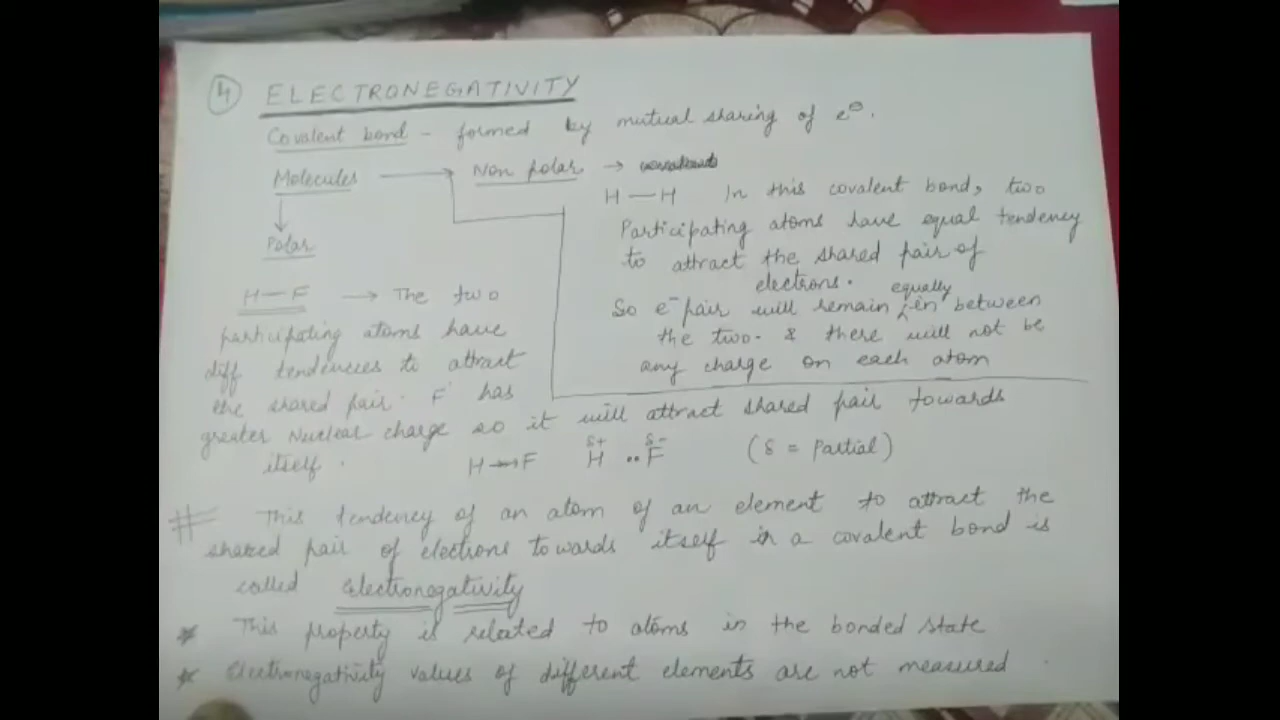 4 ELECTRONEGATIVITY
Covalent bond - formed by mutual sharing of e⊖.
Molecules → Non polar →
H—H In this covalent bond, two
Participating atoms have equal tendency
to attract the shared pair of
electrons.
So e⁻ pair will remain equally in between
the two. & there will not be
any charge on each atom
Polar
H—F → The two
participating atoms have
diff tendencies to attract
the shared pair. F has
greater Nuclear charge so it will attract shared pair towards
itself.
H→F Hδ+ ..Fδ- (δ = Partial)
# This tendency of an atom of an element to attract the
shared pair of electrons towards itself in a covalent bond is
called Electronegativity
* This property is related to atoms in the bonded state
* Electronegativity values of different elements are not measured